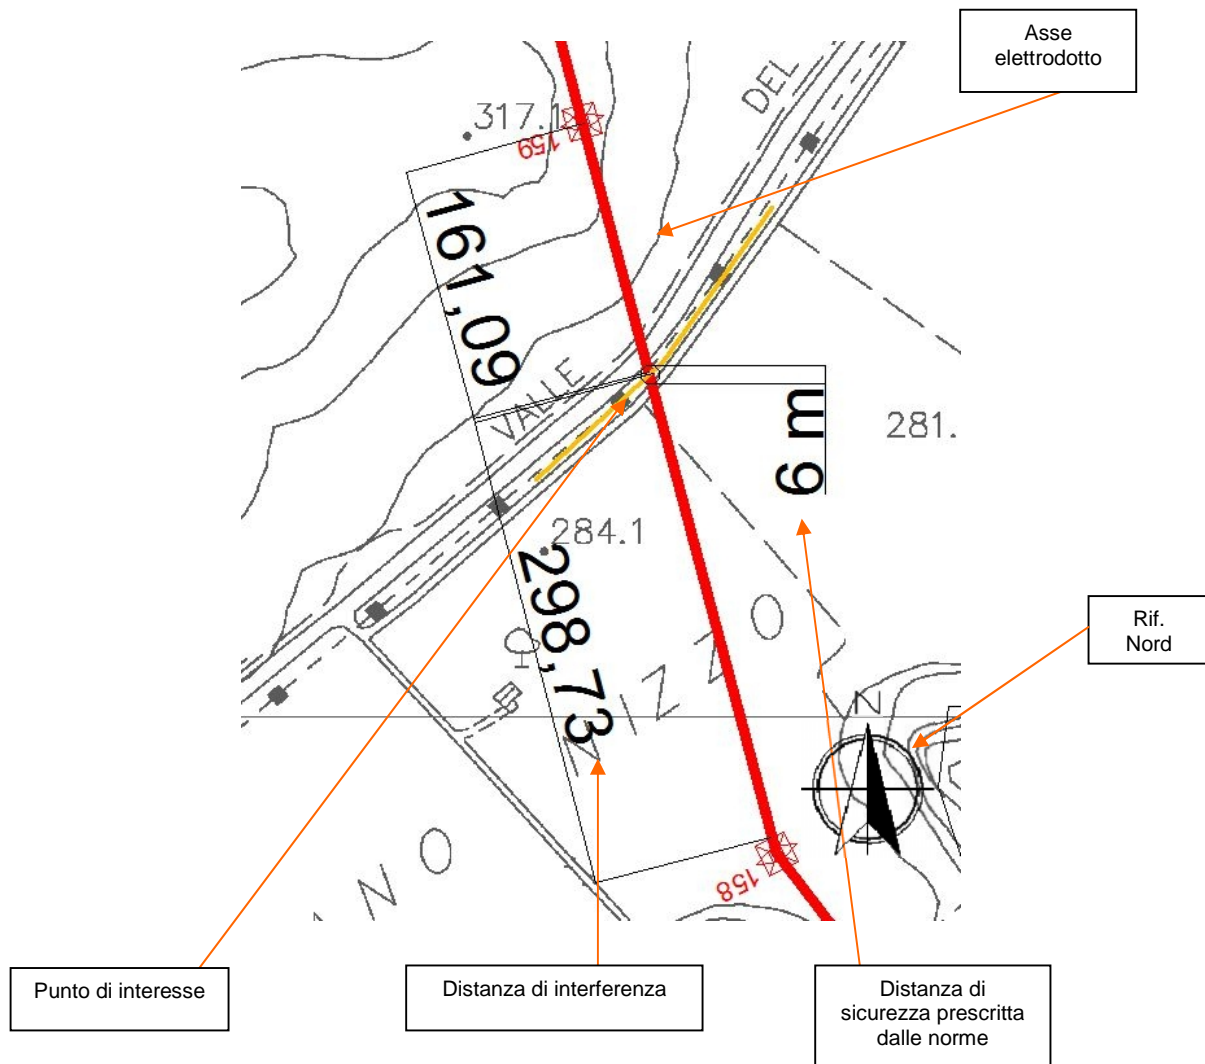 Asse
elettrodotto
DEL
317.1
159
161,09
VALLE
6 m
281.
284.1
298,73
Rif.
Nord
N I Z A O
N
158
A N O
Punto di interesse
Distanza di interferenza
Distanza di
sicurezza prescritta
dalle norme